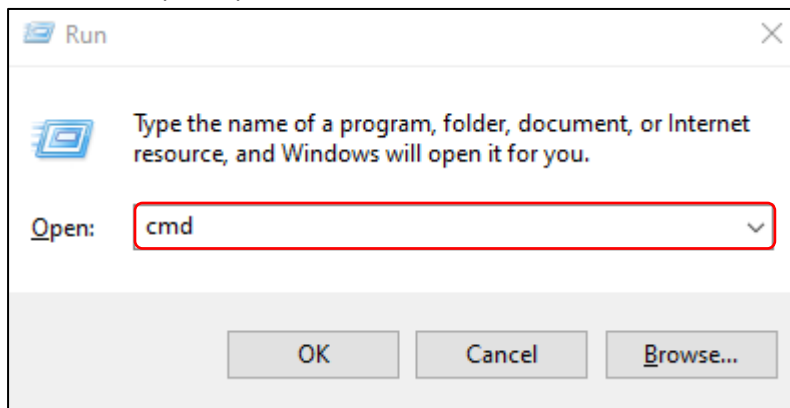 Run
Type the name of a program, folder, document, or Internet
resource, and Windows will open it for you.
Open: cmd
OK Cancel Browse...